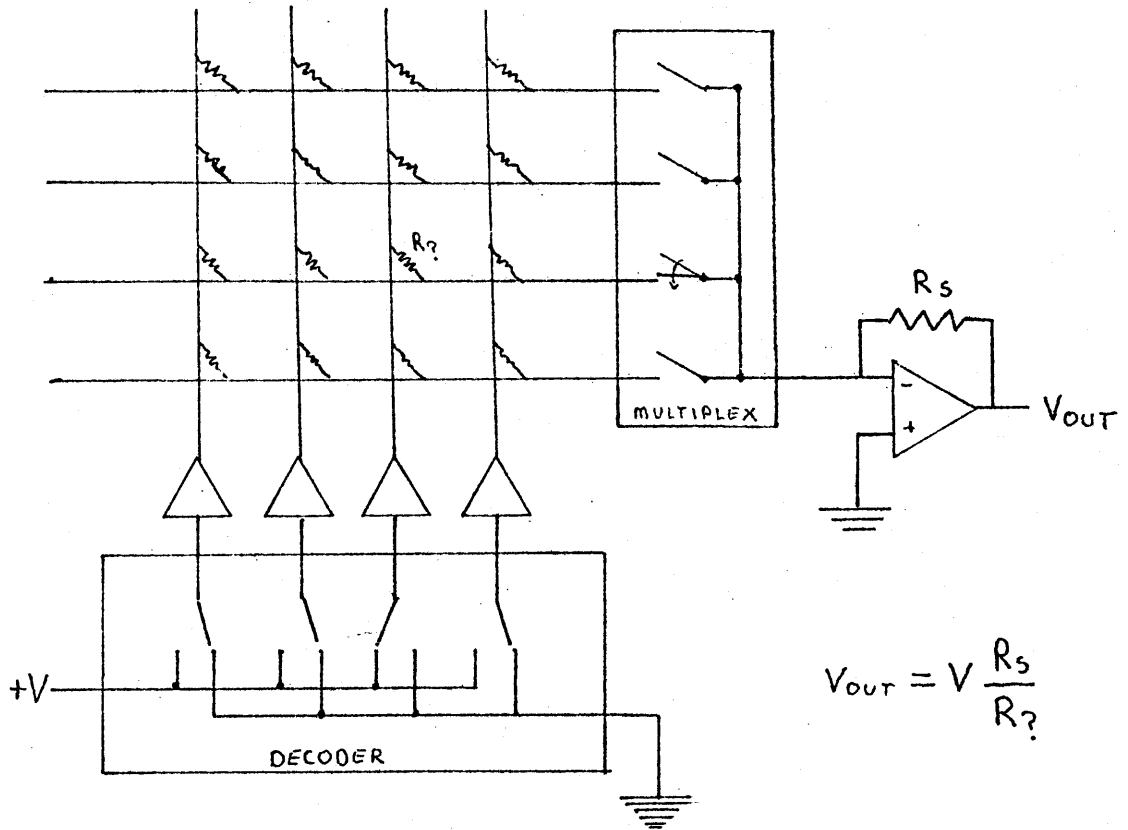 R?
Rs
MULTIPLEX
-
+
VOUT
+V
DECODER
VOUT = V Rs/R?